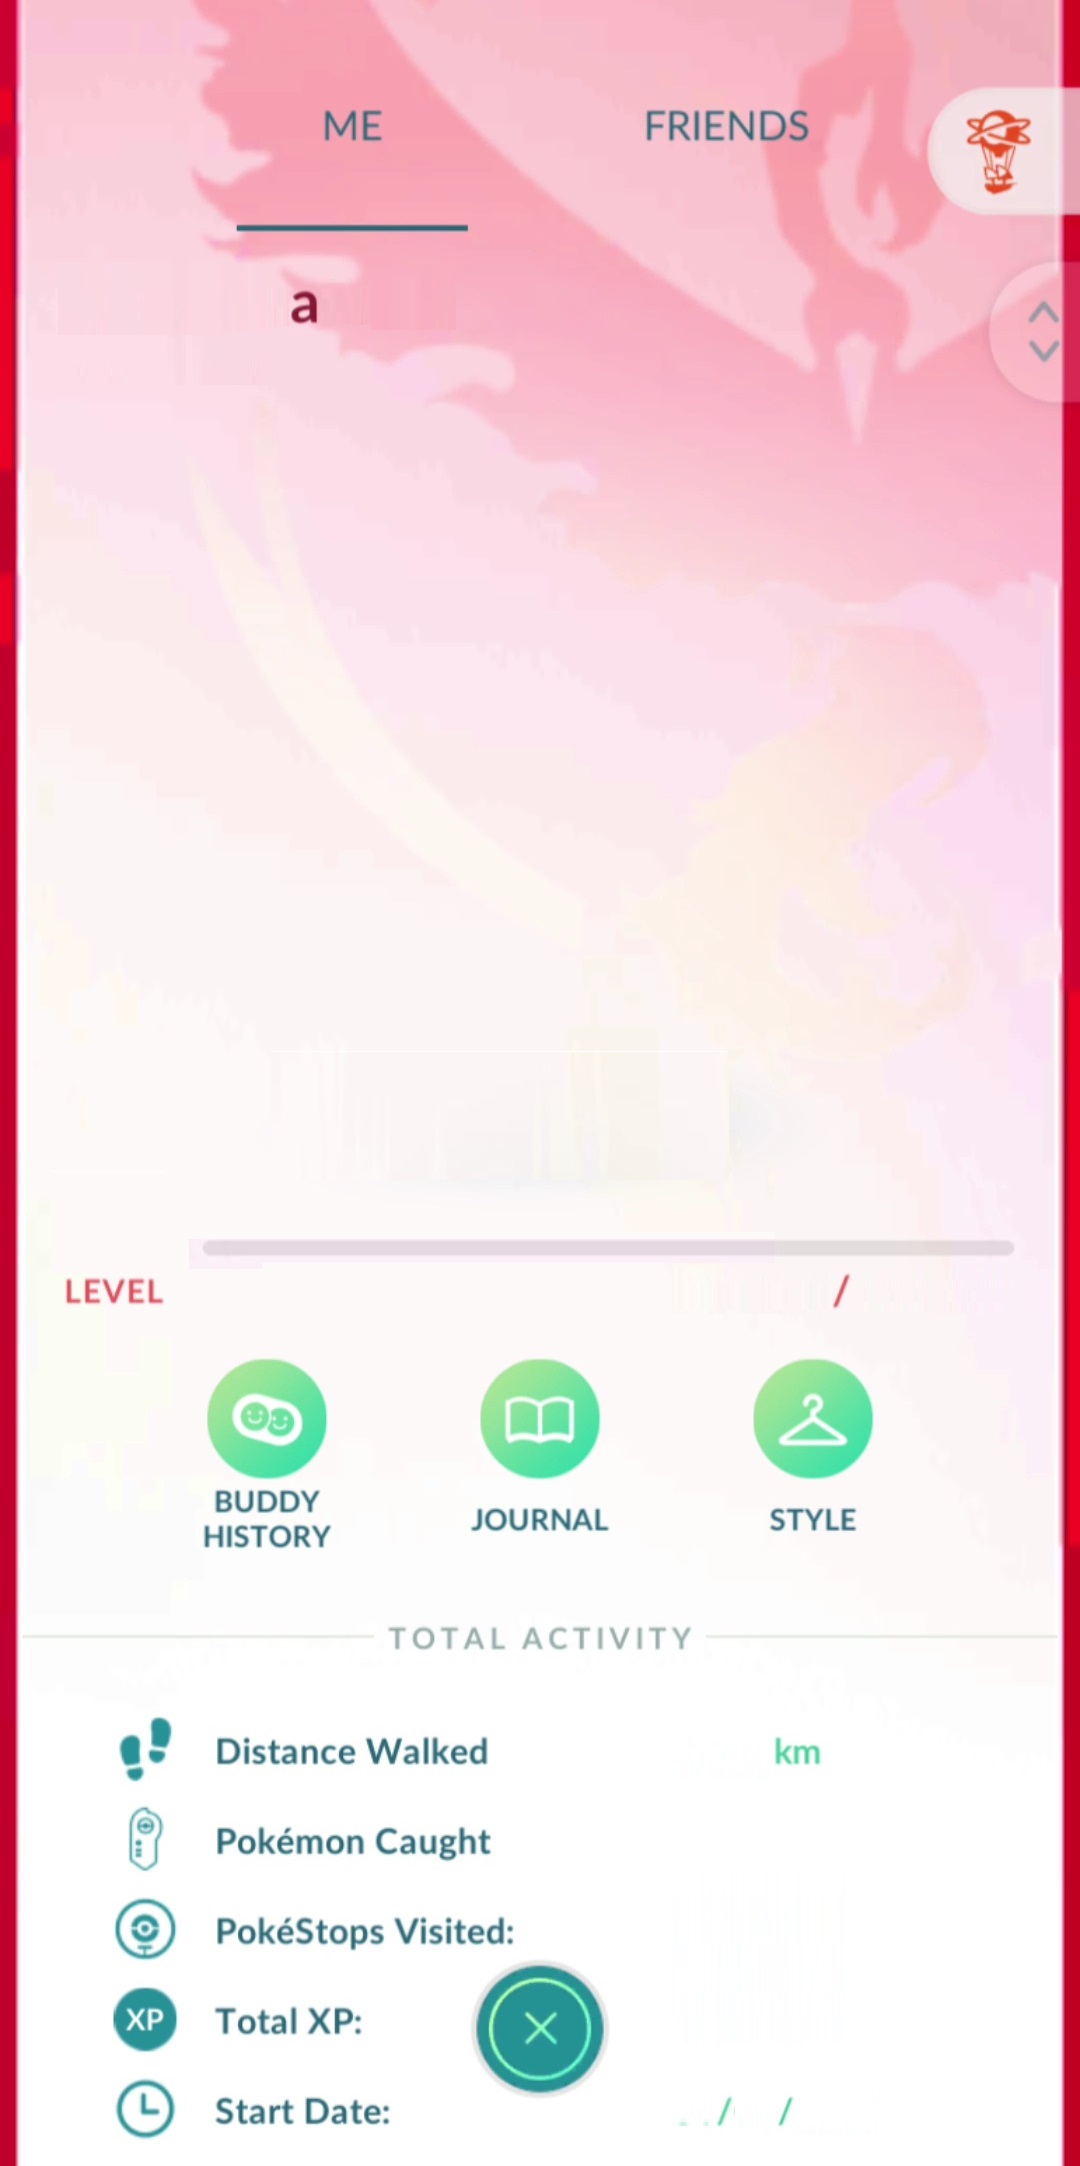 ME
FRIENDS
a
LEVEL
/
BUDDY
HISTORY
JOURNAL
STYLE
TOTAL ACTIVITY
Distance Walked
km
Pokémon Caught
PokéStops Visited:
XP
Total XP:
Start Date:
/ /